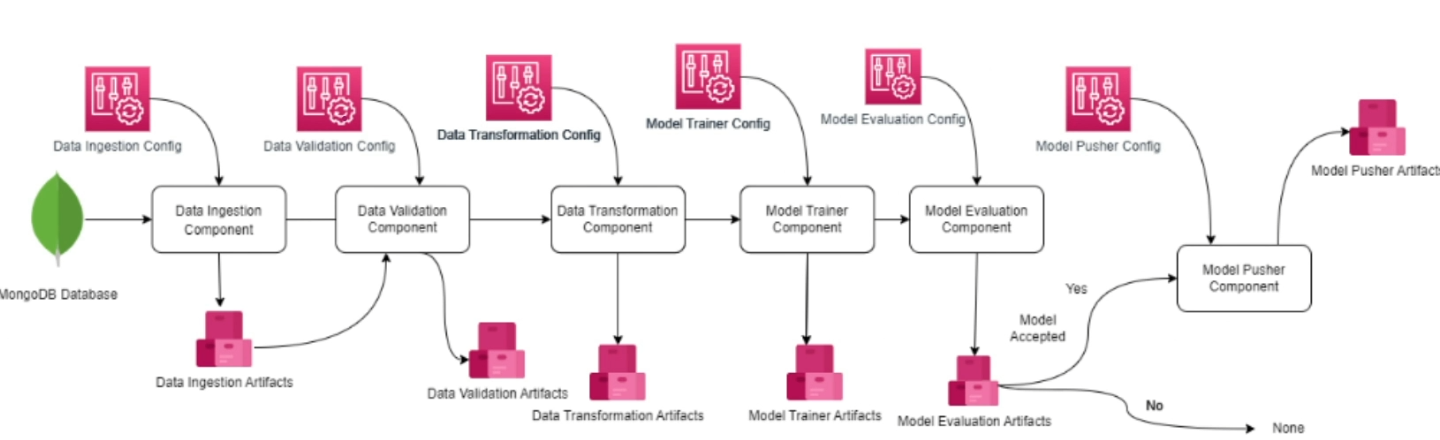 Data Ingestion Config
Data Validation Config
Data Transformation Config
Model Trainer Config
Model Evaluation Config
Model Pusher Config
Model Pusher Artifacts
MongoDB Database
Data Ingestion
Component
Data Validation
Component
Data Transformation
Component
Model Trainer
Component
Model Evaluation
Component
Model Pusher
Component
Yes
Model
Accepted
No
None
Data Ingestion Artifacts
Data Validation Artifacts
Data Transformation Artifacts
Model Trainer Artifacts
Model Evaluation Artifacts